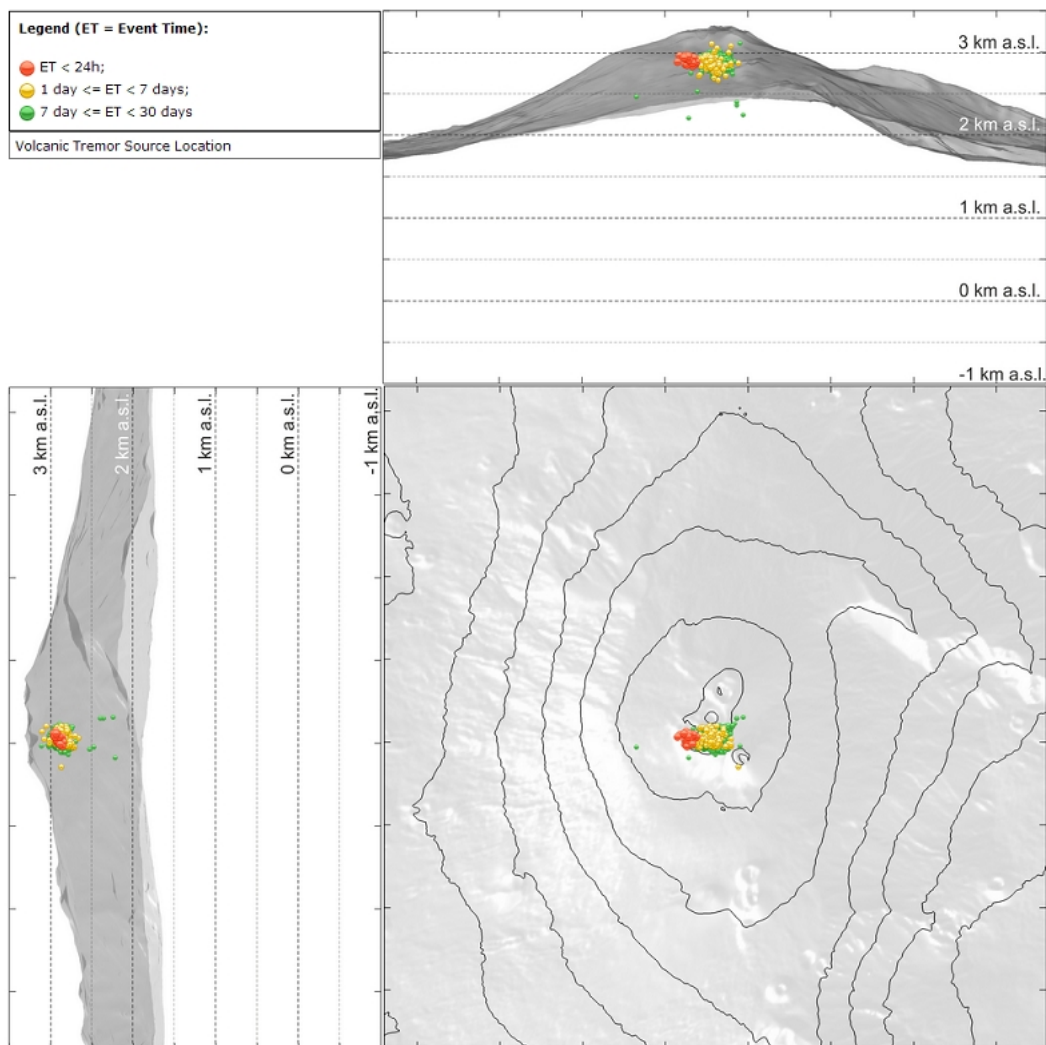 Legend (ET = Event Time):
ET < 24h;
1 day <= ET < 7 days;
7 day <= ET < 30 days
Volcanic Tremor Source Location
3 km a.s.l.
2 km a.s.l.
1 km a.s.l.
0 km a.s.l.
-1 km a.s.l.
3 km a.s.l.
2 km a.s.l.
1 km a.s.l.
0 km a.s.l.
-1 km a.s.l.